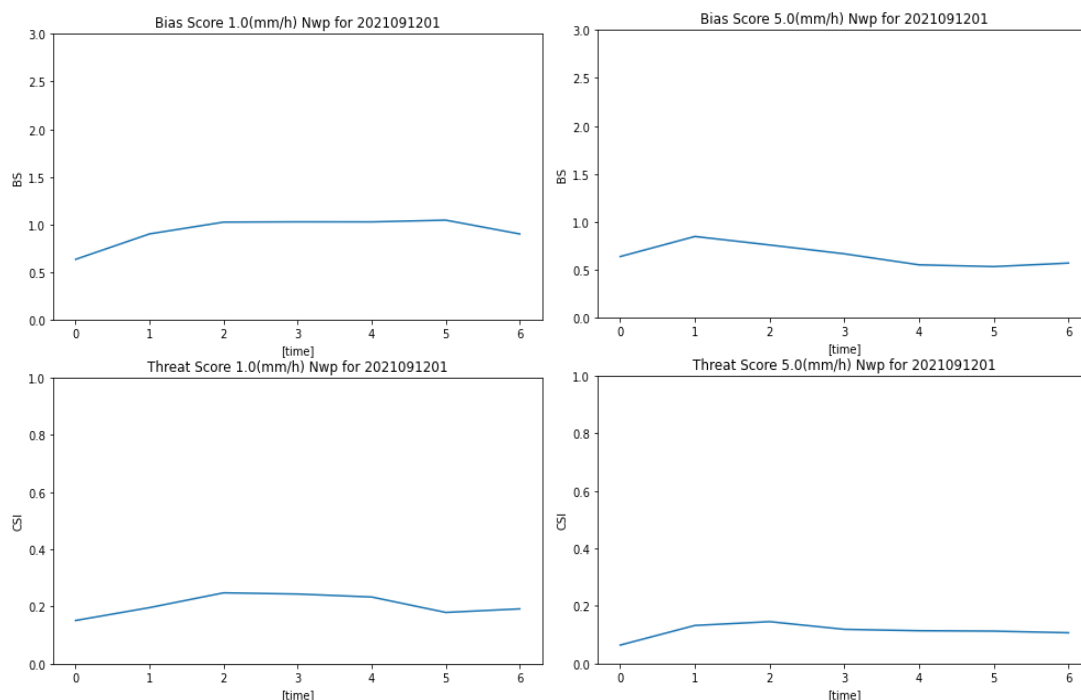 Bias Score 1.0(mm/h) Nwp for 2021091201
3.0
2.5
2.0
1.5
1.0
0.5
0.0
BS
0 1 2 3 4 5 6
[time]
Bias Score 5.0(mm/h) Nwp for 2021091201
3.0
2.5
2.0
1.5
1.0
0.5
0.0
BS
0 1 2 3 4 5 6
[time]
Threat Score 1.0(mm/h) Nwp for 2021091201
1.0
0.8
0.6
0.4
0.2
0.0
CSI
0 1 2 3 4 5 6
[time]
Threat Score 5.0(mm/h) Nwp for 2021091201
1.0
0.8
0.6
0.4
0.2
0.0
CSI
0 1 2 3 4 5 6
[time]